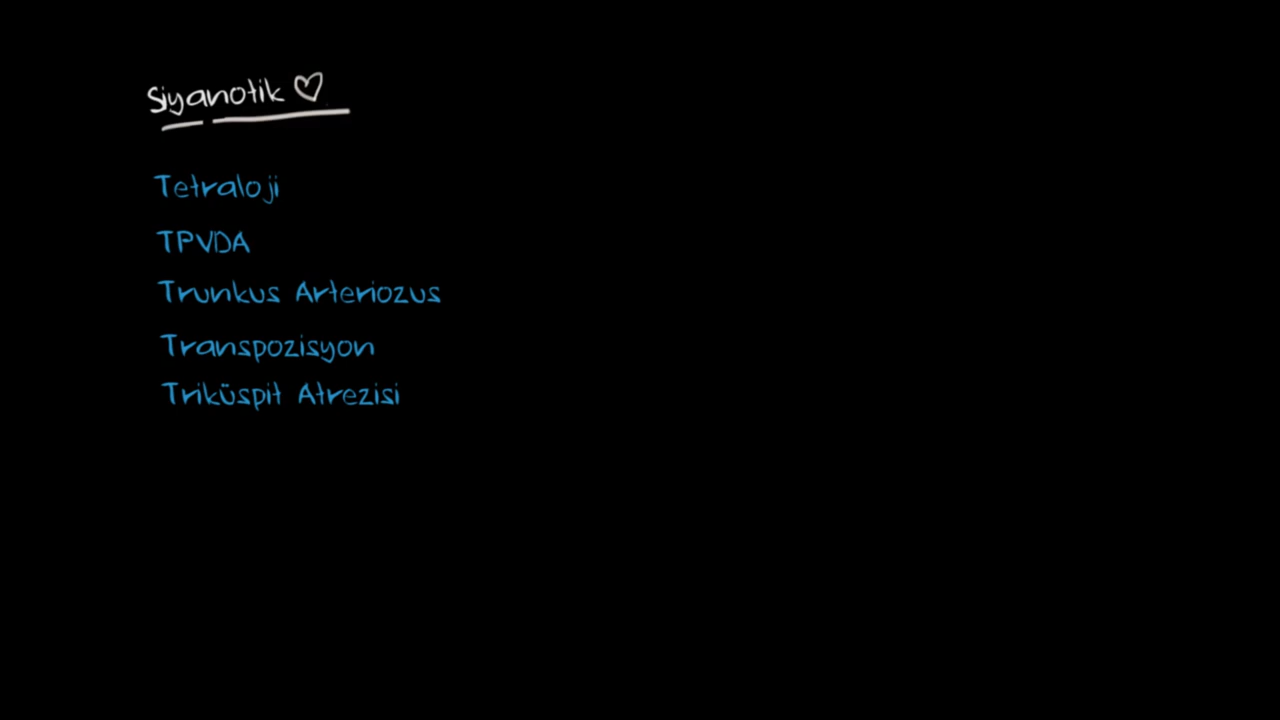 Siyanotik ♡
Tetraloji
TPVDA
Trunkus Arteriozus
Transpozisyon
Triküspit Atrezisi